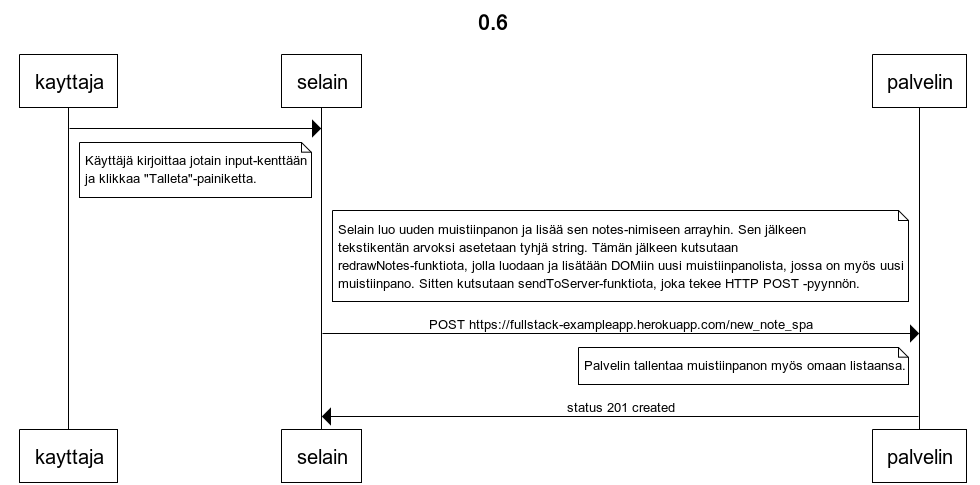 0.6
kayttaja
selain
palvelin
Käyttäjä kirjoittaa jotain input-kenttään
ja klikkaa "Talleta"-painiketta.
Selain luo uuden muistiinpanon ja lisää sen notes-nimiseen arrayhin. Sen jälkeen
tekstikentän arvoksi asetetaan tyhjä string. Tämän jälkeen kutsutaan
redrawNotes-funktiota, jolla luodaan ja lisätään DOMiin uusi muistiinpanolista, jossa on myös uusi
muistiinpano. Sitten kutsutaan sendToServer-funktiota, joka tekee HTTP POST -pyynnön.
POST https://fullstack-exampleapp.herokuapp.com/new_note_spa
Palvelin tallentaa muistiinpanon myös omaan listaansa.
status 201 created
kayttaja
selain
palvelin